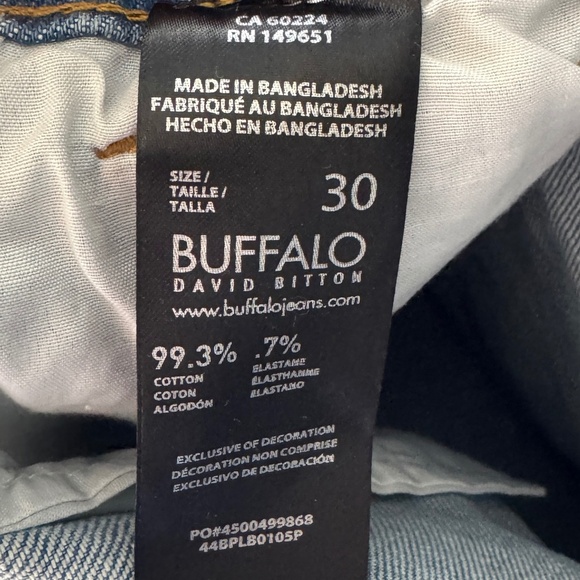 CA 60224
RN 149651
MADE IN BANGLADESH
FABRIQUÉ AU BANGLADESH
HECHO EN BANGLADESH
SIZE /
TAILLE /
TALLA
30
BUFFALO
DAVID BITTON
www.buffalojeans.com
99.3% .7%
COTTON ELASTANE
COTON ÉLASTHANNE
ALGODÓN ELASTANO
EXCLUSIVE OF DECORATION
DÉCORATION NON COMPRISE
EXCLUSIVO DE DECORACIÓN
PO#4500499868
44BPLB0105P